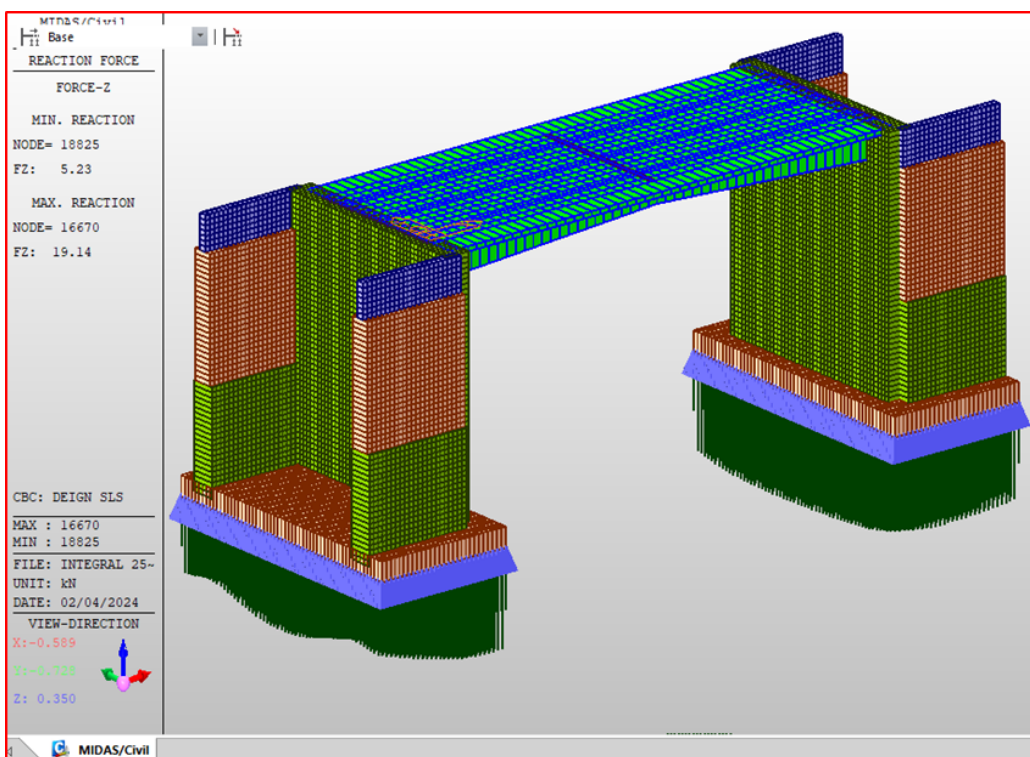 MIDAS/Civil
Base
REACTION FORCE
FORCE-Z
MIN. REACTION
NODE= 18825
FZ: 5.23
MAX. REACTION
NODE= 16670
FZ: 19.14
CBC: DEIGN SLS
MAX : 16670
MIN : 18825
FILE: INTEGRAL 25~
UNIT: kN
DATE: 02/04/2024
VIEW-DIRECTION
X:-0.589
Z: 0.350
MIDAS/Civil